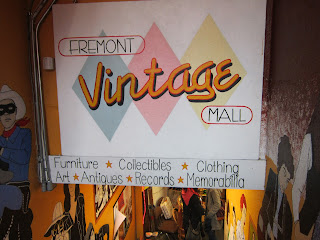 FREMONT
Vintage
MALL
Furniture ★ Collectibles ★ Clothing
Art ★ Antiques ★ Records ★ Memorabilia